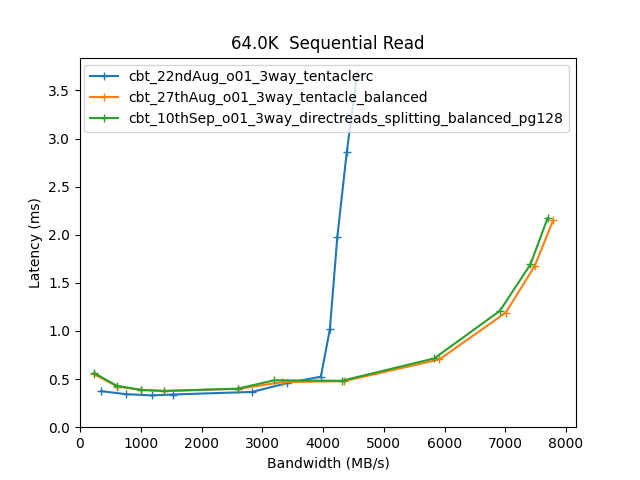 64.0K  Sequential Read
cbt_22ndAug_o01_3way_tentaclerc
cbt_27thAug_o01_3way_tentacle_balanced
cbt_10thSep_o01_3way_directreads_splitting_balanced_pg128
Latency (ms)
3.5
3.0
2.5
2.0
1.5
1.0
0.5
0.0
0 1000 2000 3000 4000 5000 6000 7000 8000
Bandwidth (MB/s)